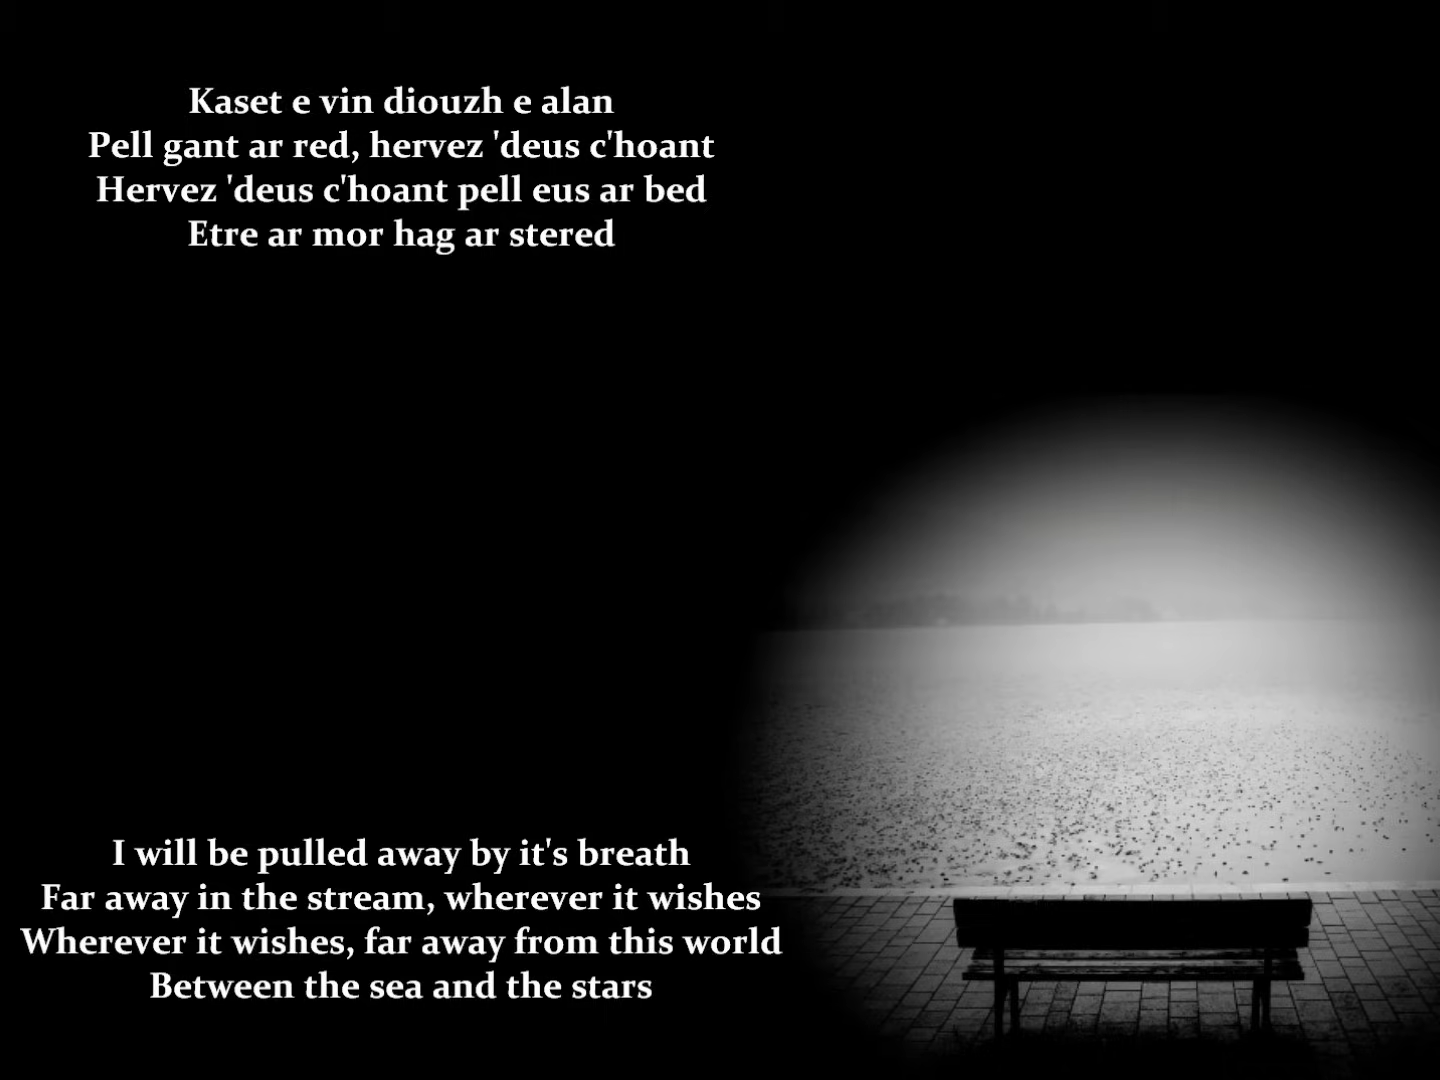 Kaset e vin diouzh e alan
Pell gant ar red, hervez 'deus c'hoant
Hervez 'deus c'hoant pell eus ar bed
Etre ar mor hag ar stered
I will be pulled away by it's breath
Far away in the stream, wherever it wishes
Wherever it wishes, far away from this world
Between the sea and the stars